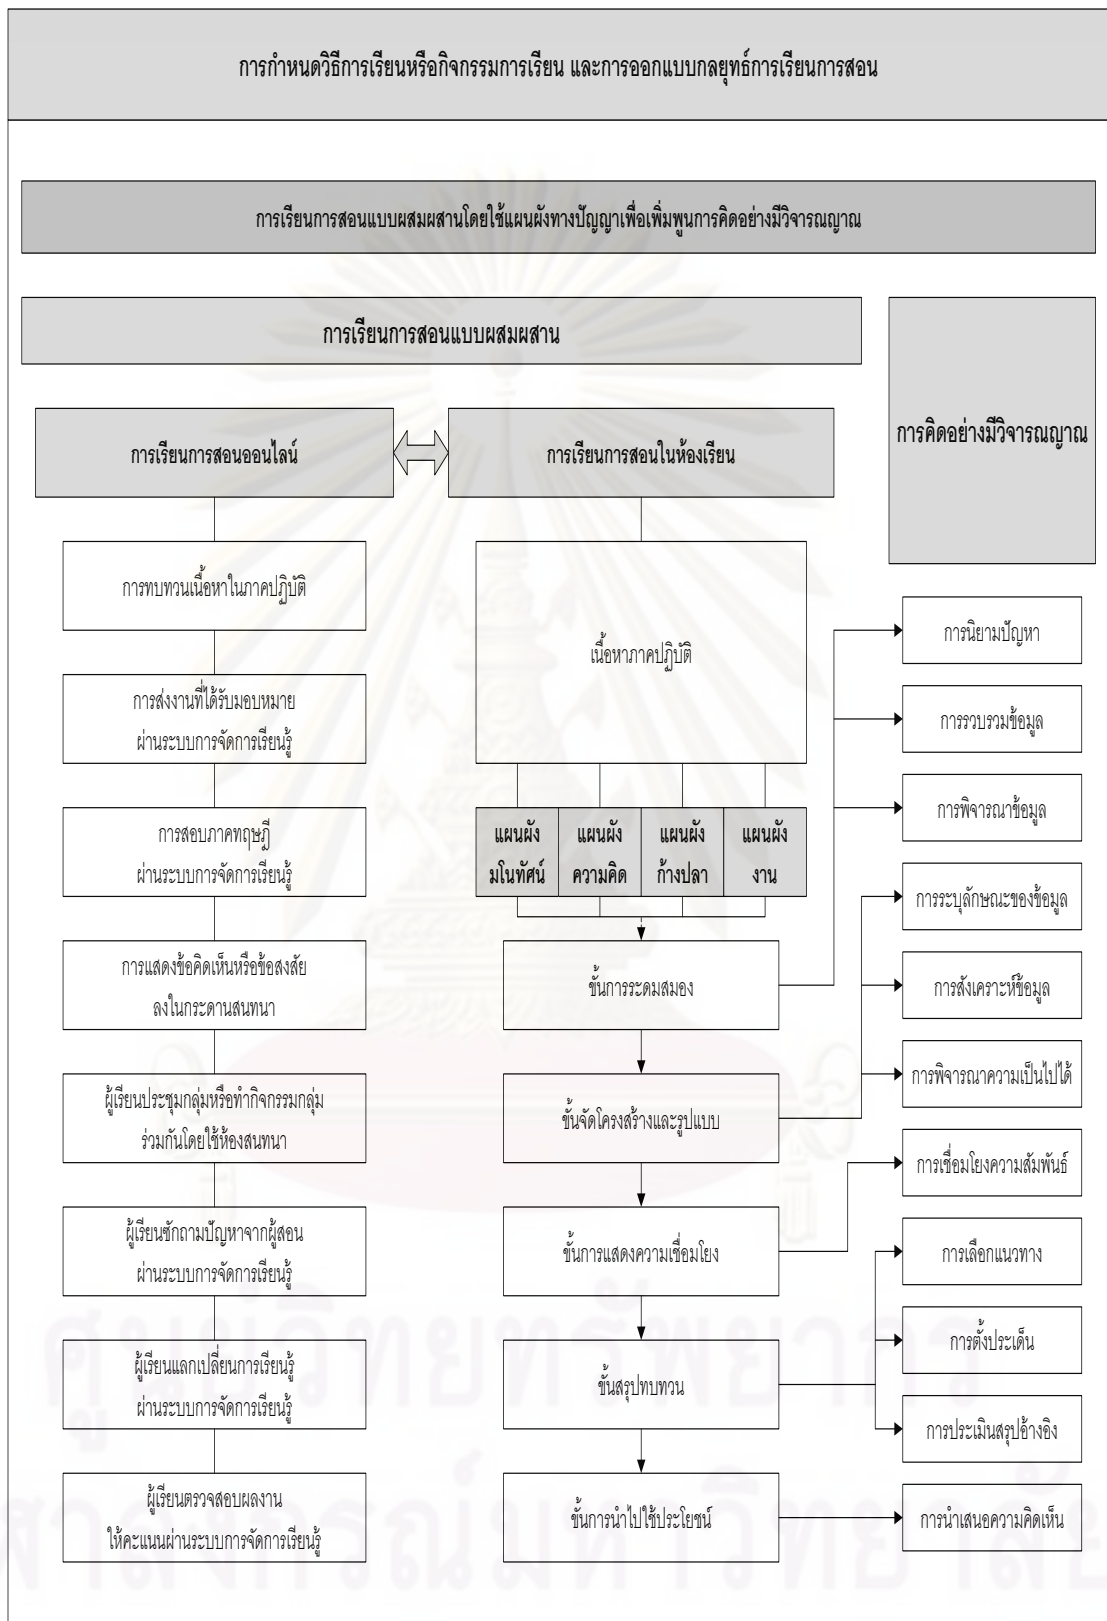 การกำหนดวิธีการเรียนหรือกิจกรรมการเรียน และการออกแบบกลยุทธ์การเรียนการสอน
การเรียนการสอนแบบผสมผสานโดยใช้แผนผังทางปัญญาเพื่อเพิ่มพูนการคิดอย่างมีวิจารณญาณ
การเรียนการสอนแบบผสมผสาน
การคิดอย่างมีวิจารณญาณ
การเรียนการสอนออนไลน์
การเรียนการสอนในห้องเรียน
การทบทวนเนื้อหาในภาคปฏิบัติ
การส่งงานที่ได้รับมอบหมาย
ผ่านระบบการจัดการเรียนรู้
การสอบภาคทฤษฎี
ผ่านระบบการจัดการเรียนรู้
การแสดงข้อคิดเห็นหรือข้อสงสัย
ลงในกระดานสนทนา
ผู้เรียนประชุมกลุ่มหรือทำกิจกรรมกลุ่ม
ร่วมกันโดยใช้ห้องสนทนา
ผู้เรียนซักถามปัญหาจากผู้สอน
ผ่านระบบการจัดการเรียนรู้
ผู้เรียนแลกเปลี่ยนการเรียนรู้
ผ่านระบบการจัดการเรียนรู้
ผู้เรียนตรวจสอบผลงาน
ให้คะแนนผ่านระบบการจัดการเรียนรู้
เนื้อหาภาคปฏิบัติ
แผนผัง
มโนทัศน์
แผนผัง
ความคิด
แผนผัง
ก้างปลา
แผนผัง
งาน
ขั้นการระดมสมอง
ขั้นจัดโครงสร้างและรูปแบบ
ขั้นการแสดงความเชื่อมโยง
ขั้นสรุปทบทวน
ขั้นการนำไปใช้ประโยชน์
การนิยามปัญหา
การรวบรวมข้อมูล
การพิจารณาข้อมูล
การระบุลักษณะของข้อมูล
การสังเคราะห์ข้อมูล
การพิจารณาความเป็นไปได้
การเชื่อมโยงความสัมพันธ์
การเลือกแนวทาง
การตั้งประเด็น
การประเมินสรุปอ้างอิง
การนำเสนอความคิดเห็น
ศูนย์วิทยทรัพยากร
ฬาลงกรณ์มหาวิทยาลัย